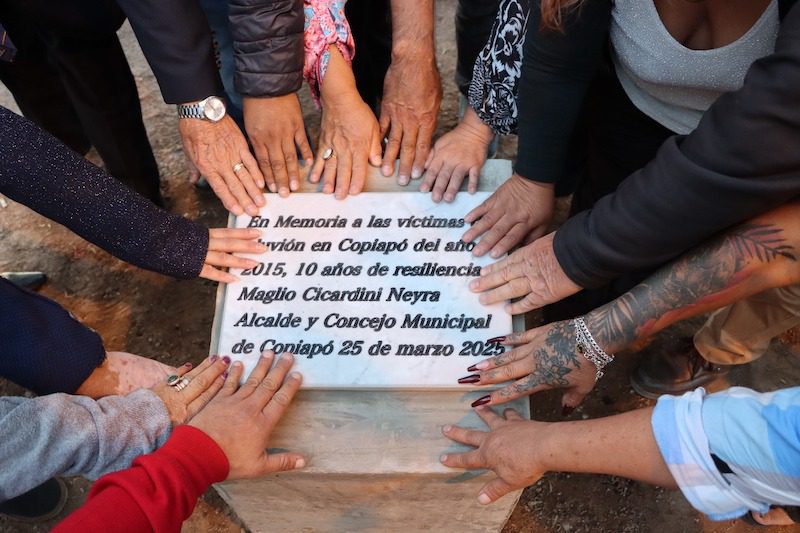 En Memoria a las víctimas
aluvión en Copiapó del año
2015, 10 años de resiliencia
Maglio Cicardini Neyra
Alcalde y Concejo Municipal
de Copiapó 25 de marzo 2025